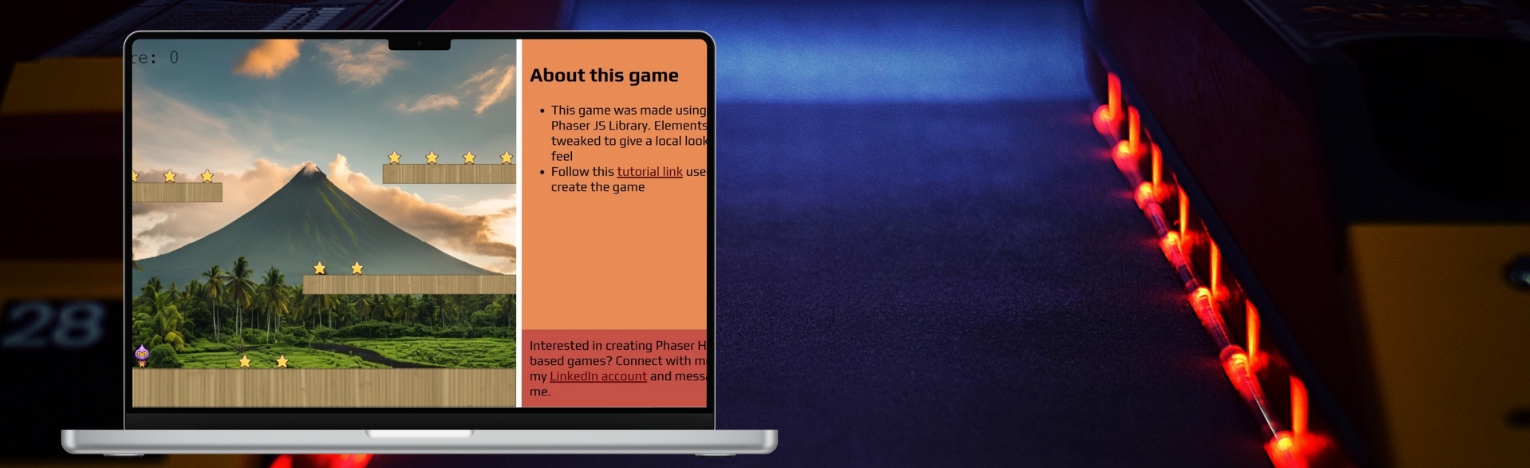 re: 0
About this game
This game was made using
Phaser JS Library. Elements
tweaked to give a local look
feel
Follow this tutorial link use
create the game
Interested in creating Phaser H
based games? Connect with m
my LinkedIn account and messa
me.
28